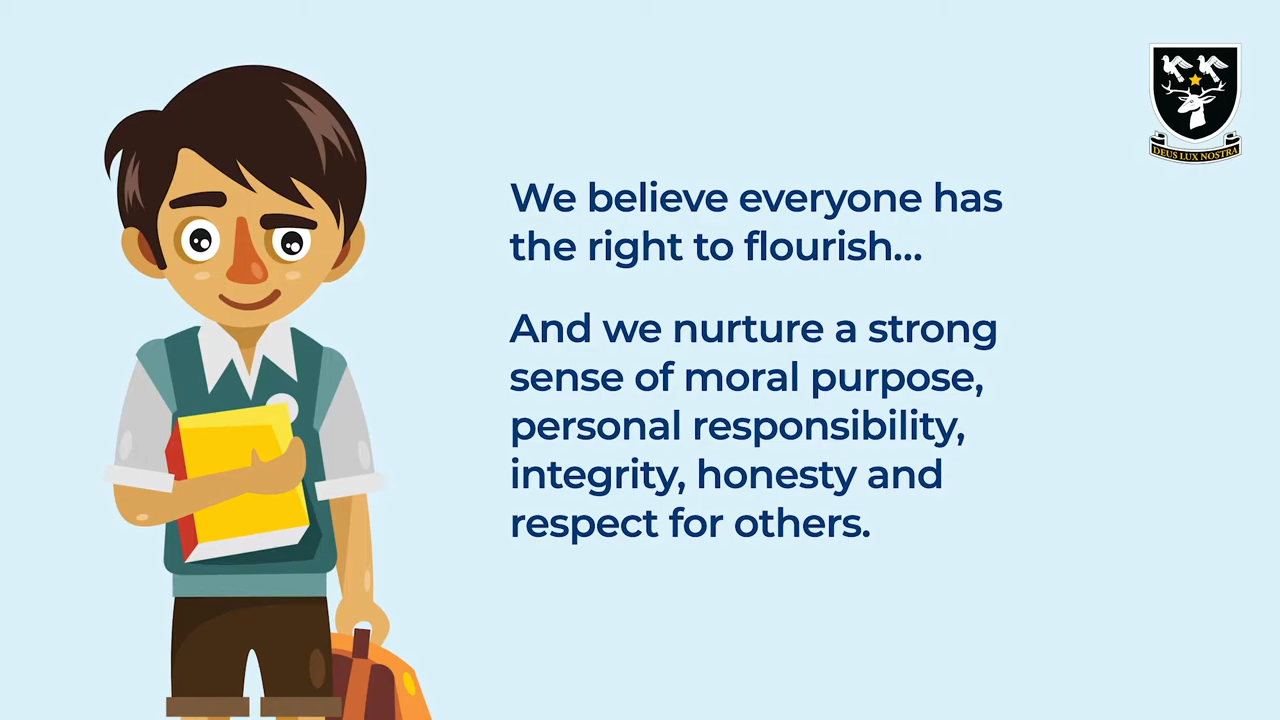 DEUS LUX NOSTRA
We believe everyone has
the right to flourish...
And we nurture a strong
sense of moral purpose,
personal responsibility,
integrity, honesty and
respect for others.